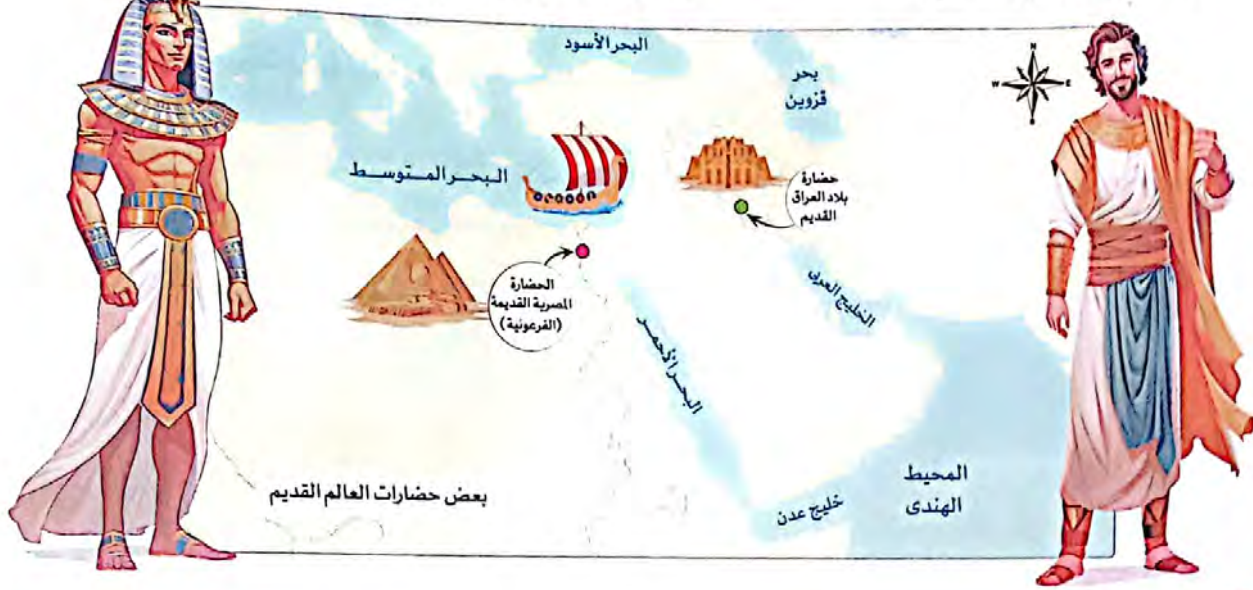 البحر الأسود
بحر
قزوين
N
W
E
S
البحر المتوسط
حضارة
بلاد العراق
القديم
الحضارة
المصرية القديمة
(الفرعونية)
الخليج العربى
البحر الأحمر
المحيط
الهندى
خليج عدن
بعض حضارات العالم القديم